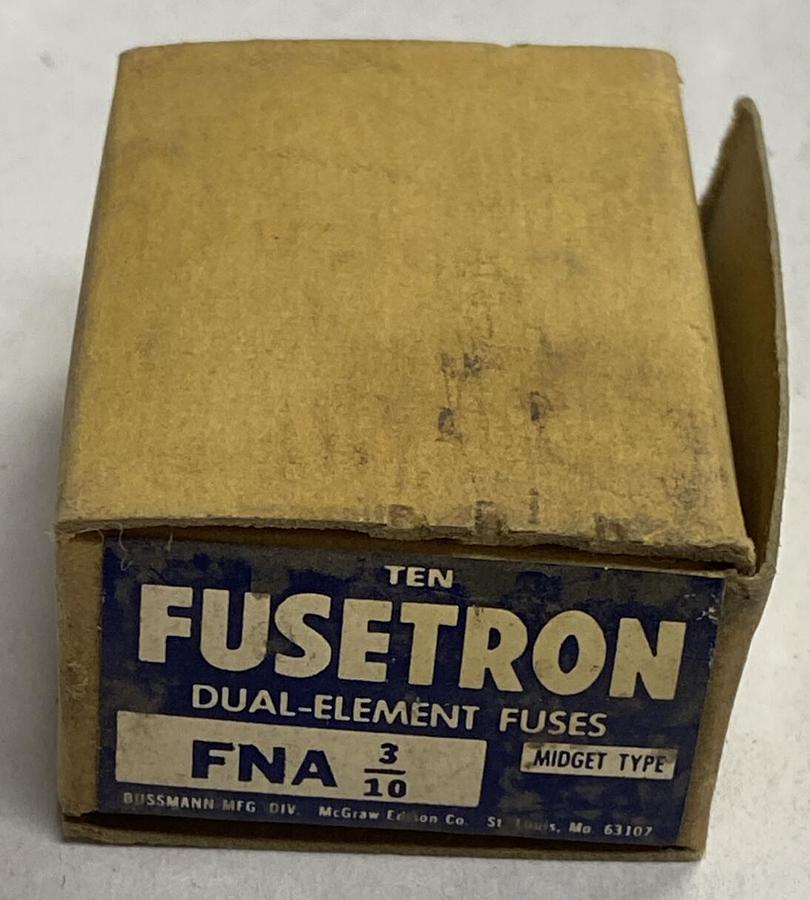 TEN
FUSETRON
DUAL-ELEMENT FUSES
FNA 3/10
MIDGET TYPE
BUSSMANN MFG DIV. McGraw Edison Co. St Louis, Mo 63107